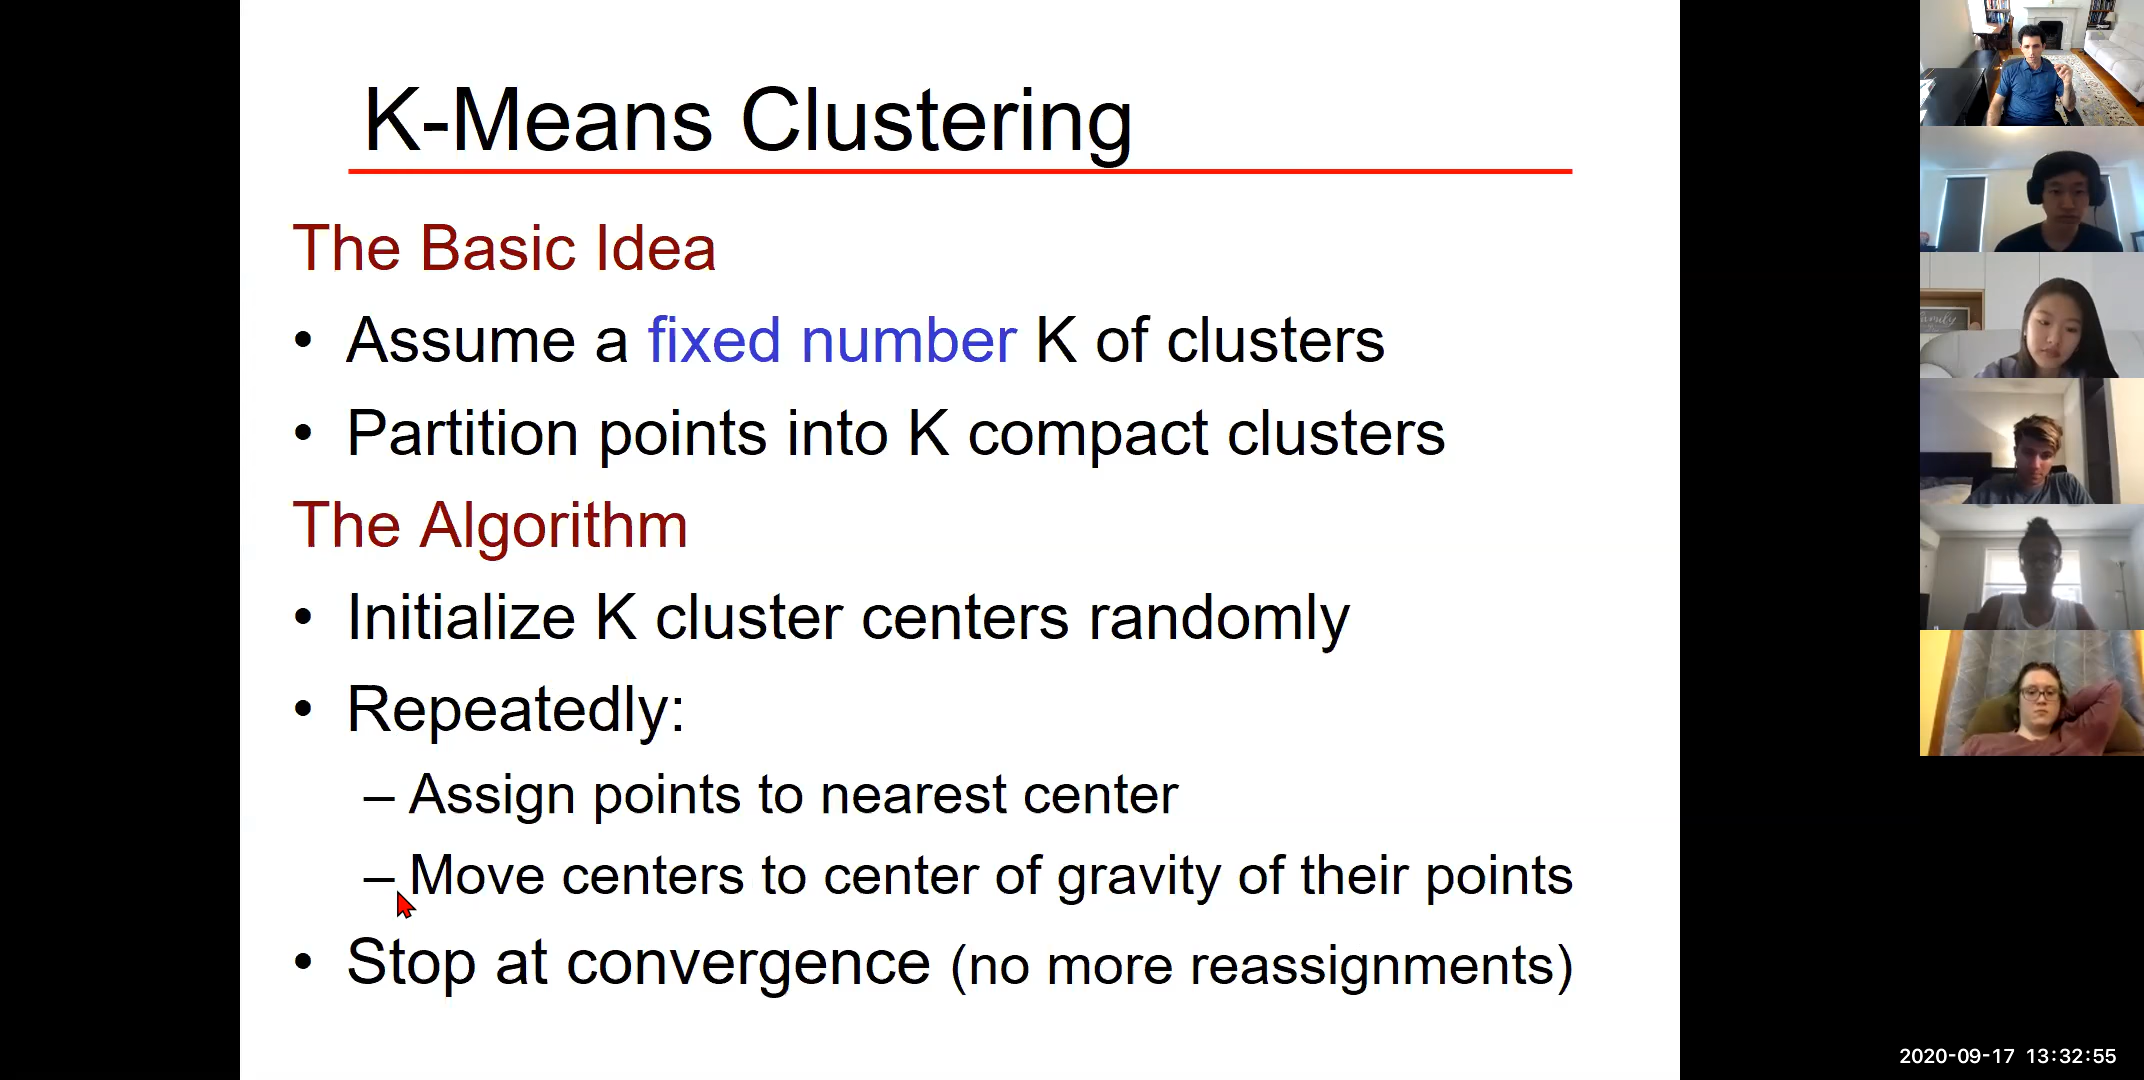 K-Means Clustering
The Basic Idea
• Assume a fixed number K of clusters
• Partition points into K compact clusters
The Algorithm
• Initialize K cluster centers randomly
• Repeatedly:
– Assign points to nearest center
– Move centers to center of gravity of their points
• Stop at convergence (no more reassignments)
family
2020-09-17 13:32:55